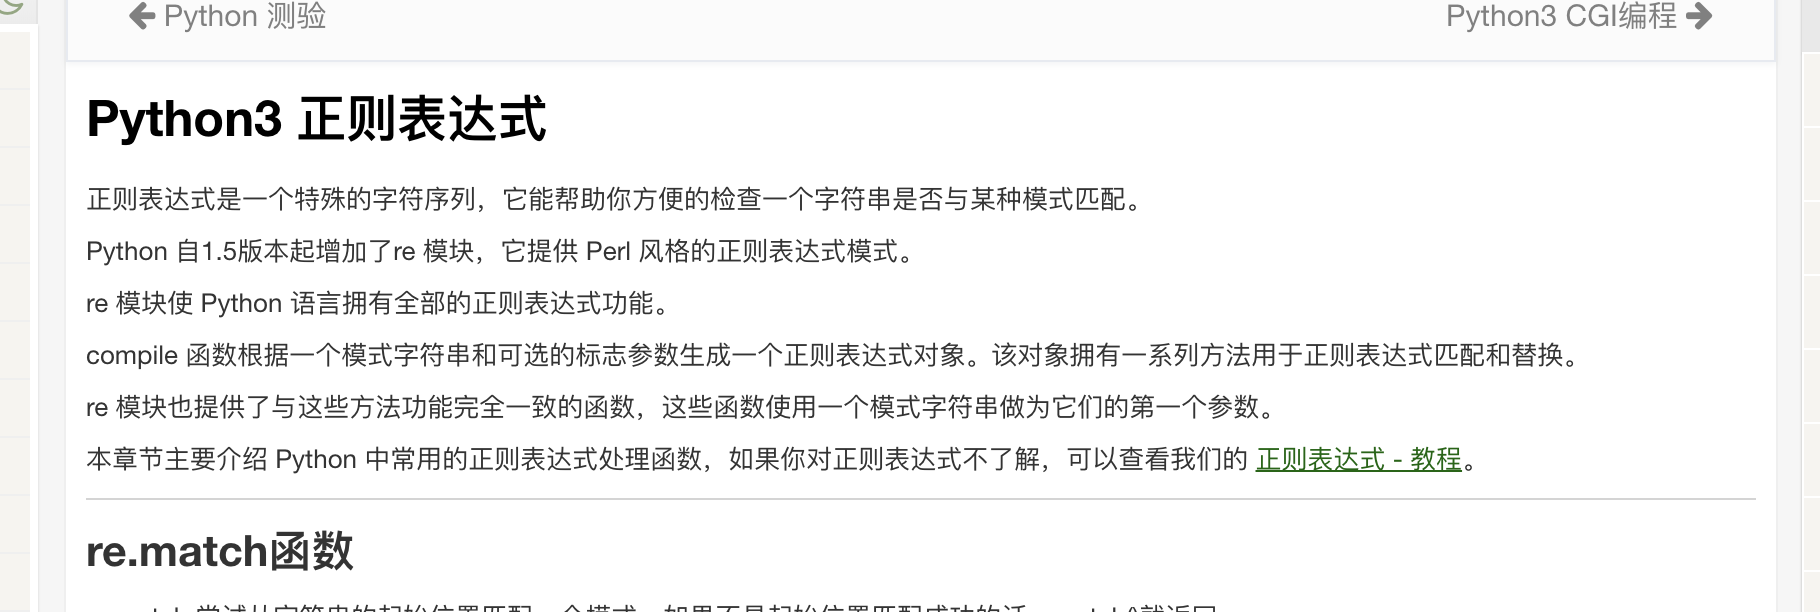 Python 测验
Python3 CGI编程
Python3 正则表达式
正则表达式是一个特殊的字符序列，它能帮助你方便的检查一个字符串是否与某种模式匹配。
Python 自1.5版本起增加了re 模块，它提供 Perl 风格的正则表达式模式。
re 模块使 Python 语言拥有全部的正则表达式功能。
compile 函数根据一个模式字符串和可选的标志参数生成一个正则表达式对象。该对象拥有一系列方法用于正则表达式匹配和替换。
re 模块也提供了与这些方法功能完全一致的函数，这些函数使用一个模式字符串做为它们的第一个参数。
本章节主要介绍 Python 中常用的正则表达式处理函数，如果你对正则表达式不了解，可以查看我们的 正则表达式 - 教程。
re.match函数